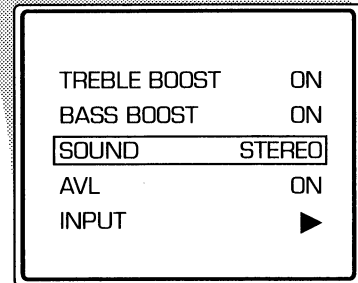 TREBLE BOOST ON
BASS BOOST ON
SOUND STEREO
AVL ON
INPUT ▶